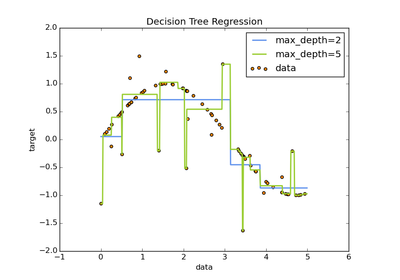 Decision Tree Regression
2.0
1.5
1.0
0.5
0.0
−0.5
−1.0
−1.5
−2.0
target
max_depth=2
max_depth=5
data
−1 0 1 2 3 4 5 6
data